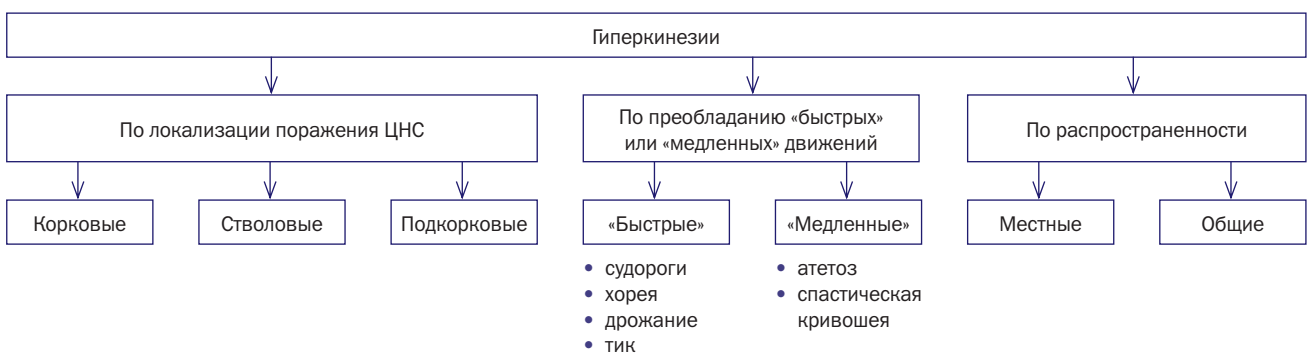 Гиперкинезии
По локализации поражения ЦНС
По преобладанию «быстрых»
или «медленных» движений
По распространенности
Корковые
Стволовые
Подкорковые
«Быстрые»
«Медленные»
Местные
Общие
• судороги
• хорея
• дрожание
• тик
• атетоз
• спастическая
кривошея